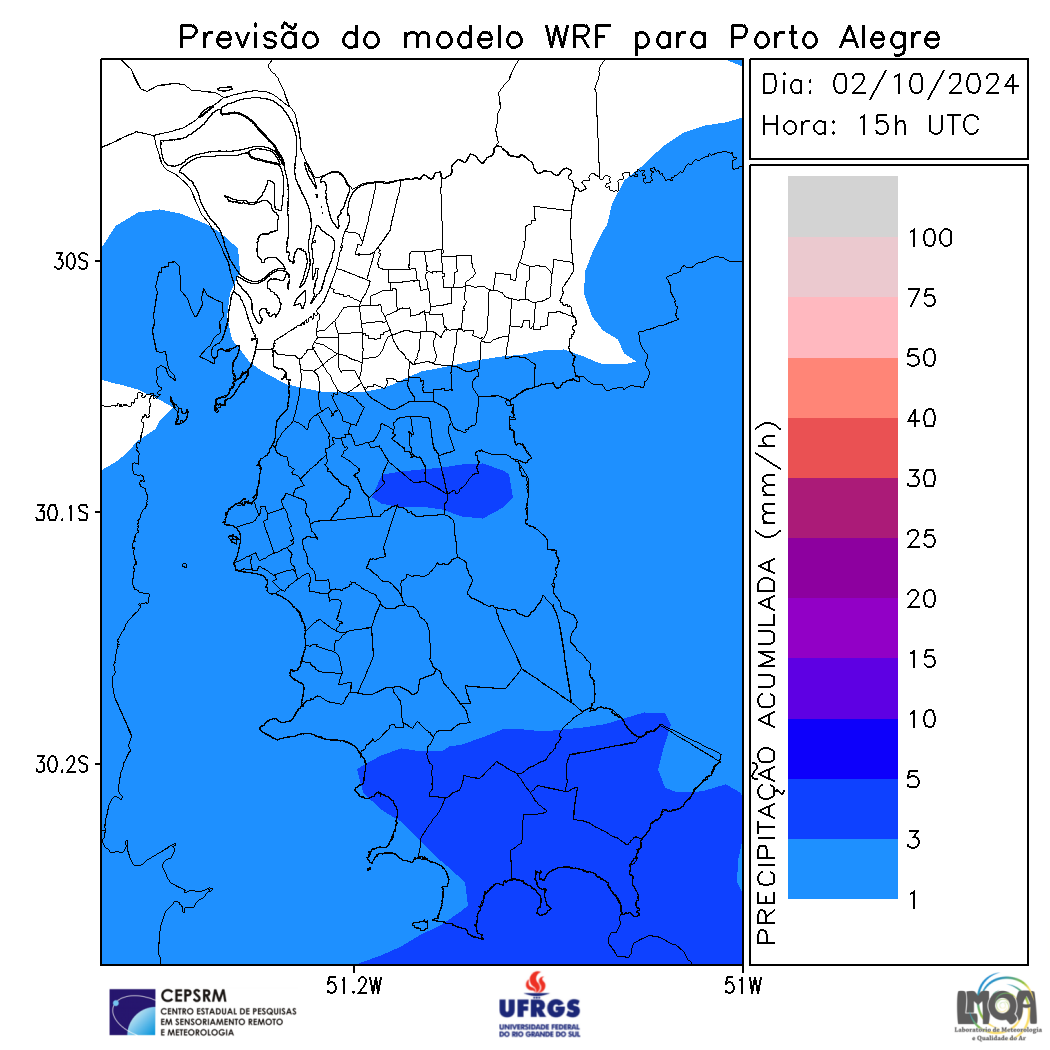 Previsão do modelo WRF para Porto Alegre
Dia: 02/10/2024
Hora: 15h UTC
30S
30.1S
30.2S
51.2W
51W
PRECIPITAÇÃO ACUMULADA (mm/h)
100
75
50
40
30
25
20
15
10
5
3
1
CEPSRM
CENTRO ESTADUAL DE PESQUISAS
EM SENSORIAMENTO REMOTO
E METEOROLOGIA
UFRGS
UNIVERSIDADE FEDERAL
DO RIO GRANDE DO SUL
LMQA
Laboratório de Meteorologia
e Qualidade do Ar